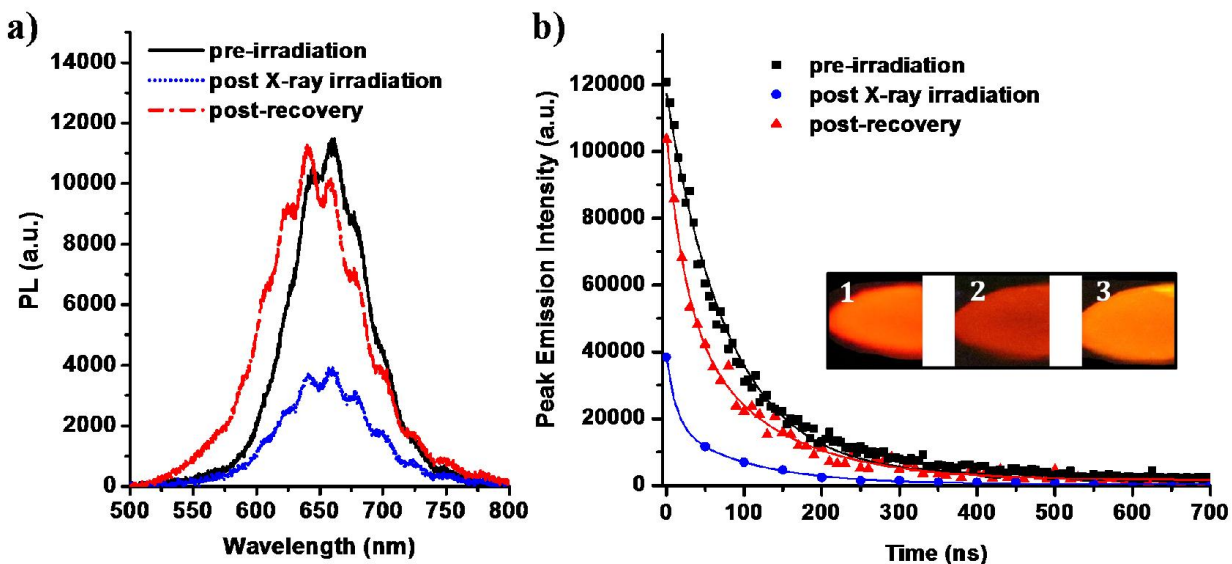 a)
14000
12000
10000
8000
6000
4000
2000
0
PL (a.u.)
pre-irradiation
post X-ray irradiation
post-recovery
500 550 600 650 700 750 800
Wavelength (nm)
b)
120000
100000
80000
60000
40000
20000
0
Peak Emission Intensity (a.u.)
pre-irradiation
post X-ray irradiation
post-recovery
1 2 3
0 100 200 300 400 500 600 700
Time (ns)